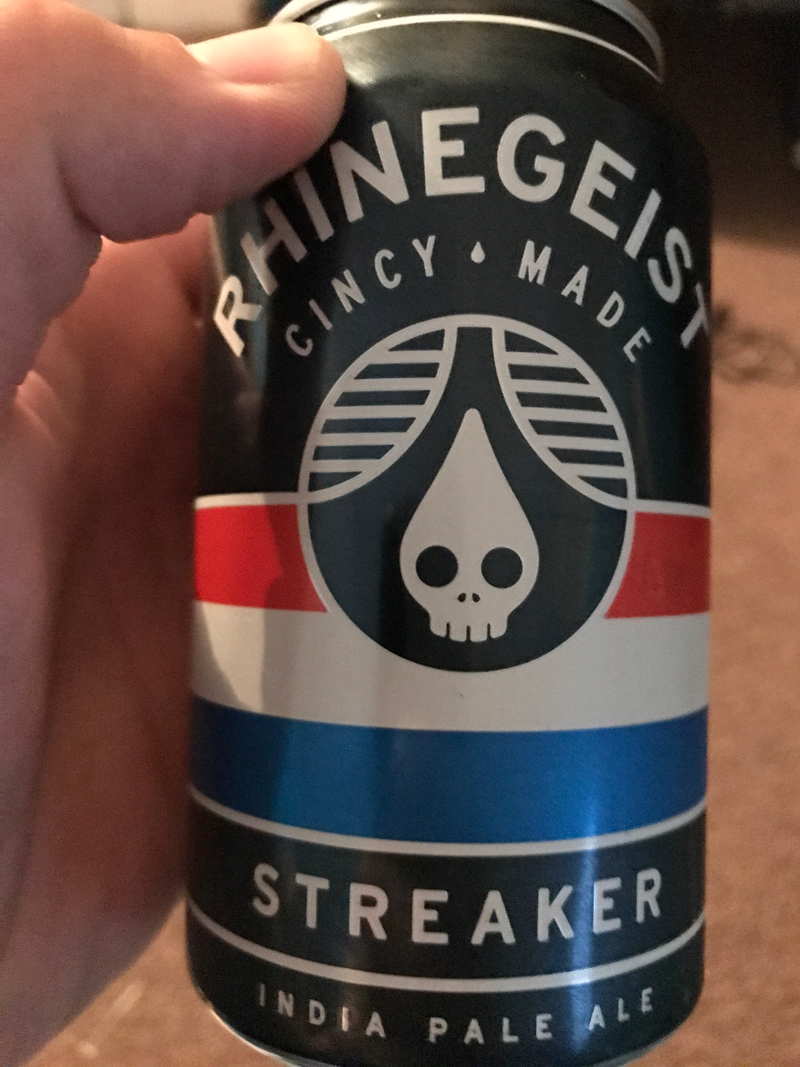 RHINEGEIST
CINCY MADE
STREAKER
INDIA PALE ALE